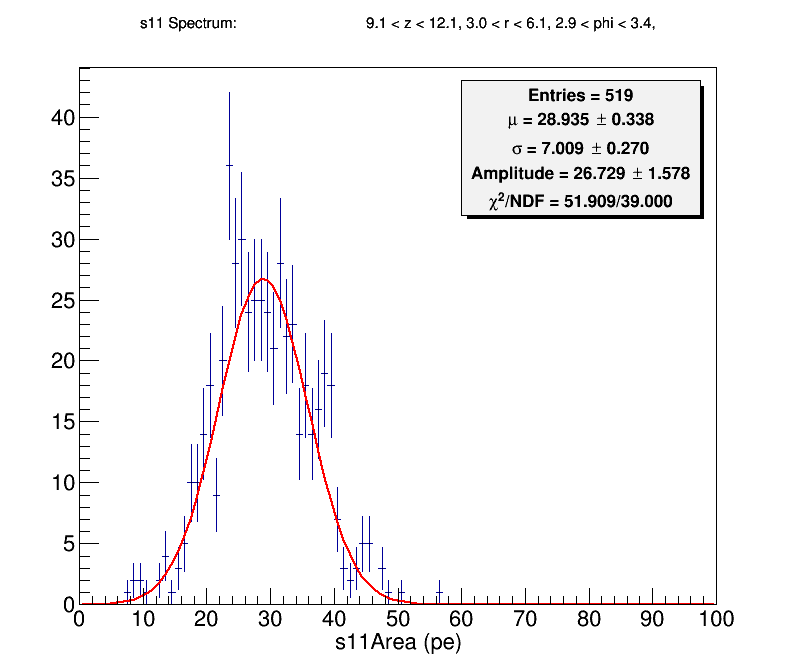 s11 Spectrum: 9.1 < z < 12.1, 3.0 < r < 6.1, 2.9 < phi < 3.4,
Entries = 519
μ = 28.935 ± 0.338
σ = 7.009 ± 0.270
Amplitude = 26.729 ± 1.578
χ²/NDF = 51.909/39.000
40
35
30
25
20
15
10
5
0
0 10 20 30 40 50 60 70 80 90 100
s11Area (pe)